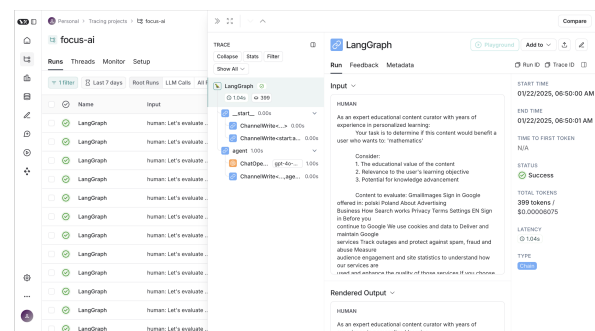 Personal > Tracing projects > focus-ai
Compare
focus-ai
Runs Threads Monitor Setup
1 filter Last 7 days Root Runs LLM Calls All
Name Input
LangGraph human: Let's evaluate ..
LangGraph human: Let's evaluate ..
LangGraph human: Let's evaluate ..
LangGraph human: Let's evaluate ..
LangGraph human: Let's evaluate ..
LangGraph human: Let's evaluate ..
LangGraph human: Let's evaluate ..
LangGraph human: Let's evaluate ..
LangGraph human: Let's evaluate ..
LangGraph human: Let's evaluate ..
LangGraph human: Let's evaluate ..
LangGraph human: Let's evaluate ..
TRACE
Collapse Stats Filter
Show All
LangGraph
1.04s 399
__start__ 0.00s
ChannelWrite<...> 0.00s
ChannelWrite<start:a... 0.00s
agent 1.00s
ChatOpe... gpt-4o-... 1.00s
ChannelWrite<...,age... 0.00s
LangGraph
Playground Add to
Run Feedback Metadata
Run ID Trace ID
Input
HUMAN
As an expert educational content curator with years of
experience in personalized learning:
Your task is to determine if this content would benefit a
user who wants to: 'mathematics'
Consider:
1. The educational value of the content
2. Relevance to the user's learning objective
3. Potential for knowledge advancement
Content to evaluate: GmailImages Sign in Google
offered in: polski Poland About Advertising
Business How Search works Privacy Terms Settings EN Sign
in Before you
continue to Google We use cookies and data to Deliver and
maintain Google
services Track outages and protect against spam, fraud and
abuse Measure
audience engagement and site statistics to understand how
our services are
used and enhance the quality of those services If you choose
Rendered Output
HUMAN
As an expert educational content curator with years of
START TIME
01/22/2025, 06:50:00 AM
END TIME
01/22/2025, 06:50:01 AM
TIME TO FIRST TOKEN
N/A
STATUS
Success
TOTAL TOKENS
399 tokens /
$0.00006075
LATENCY
1.04s
TYPE
Chain